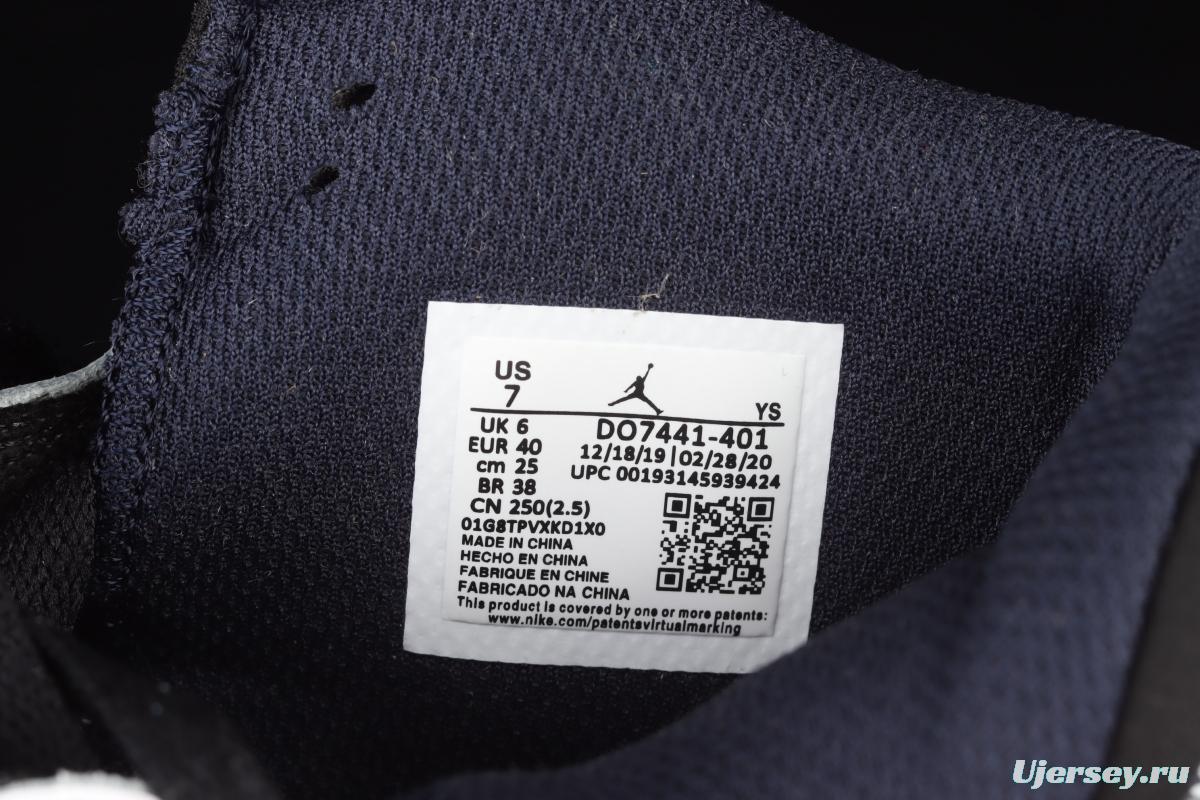 US
7
YS
UK 6
EUR 40
cm 25
BR 38
CN 250(2.5)
DO7441-401
12/18/19|02/28/20
UPC 00193145939424
01G8TPVXKD1X0
MADE IN CHINA
HECHO EN CHINA
FABRIQUE EN CHINE
FABRICADO NA CHINA
This product is covered by one or more patents:
www.nike.com/patentsvirtualmarking
Ujersey.ru